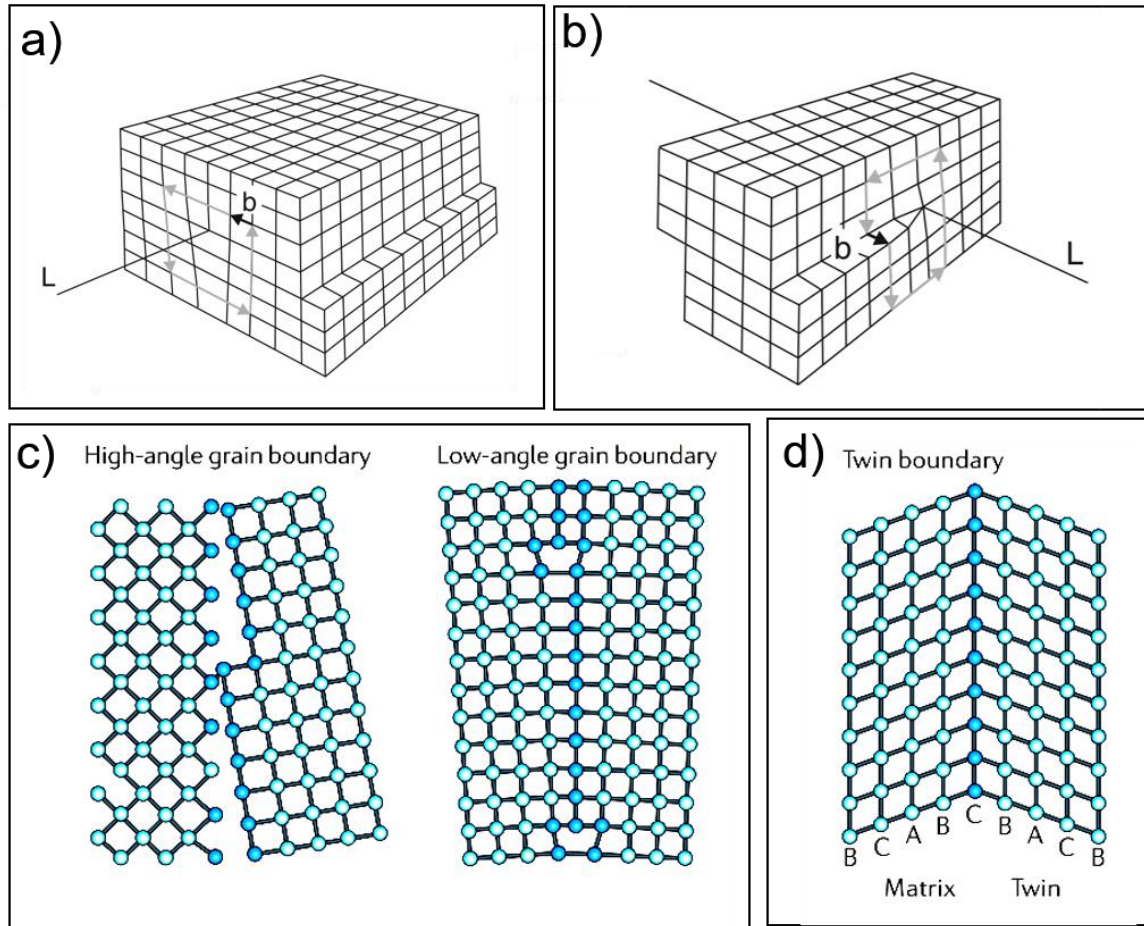 a)
b
L
b)
b
L
c)
High-angle grain boundary
Low-angle grain boundary
d)
Twin boundary
B C A B C B A C B
Matrix Twin